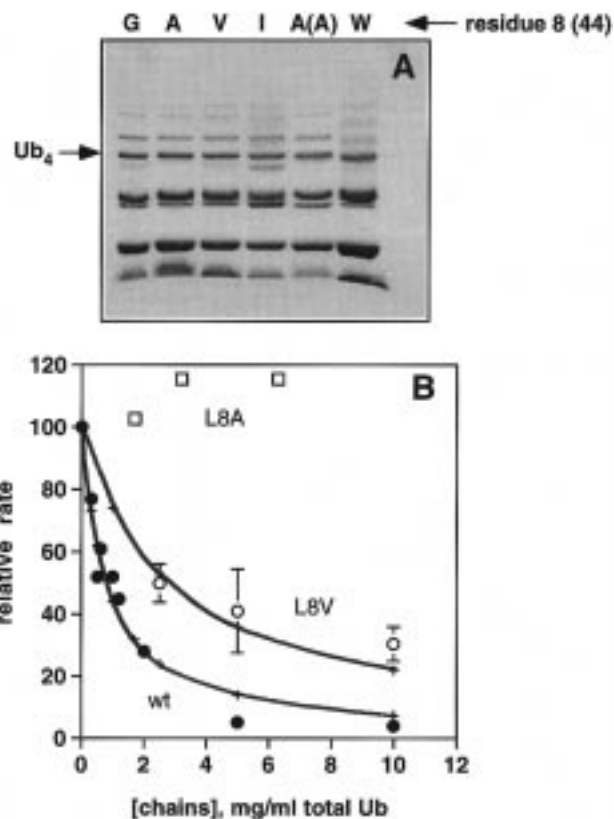 G A V I A(A) W ← residue 8 (44)
A
Ub4 →
B
120
100
80
60
40
20
0
relative rate
L8A
L8V
wt
0 2 4 6 8 10 12
[chains], mg/ml total Ub